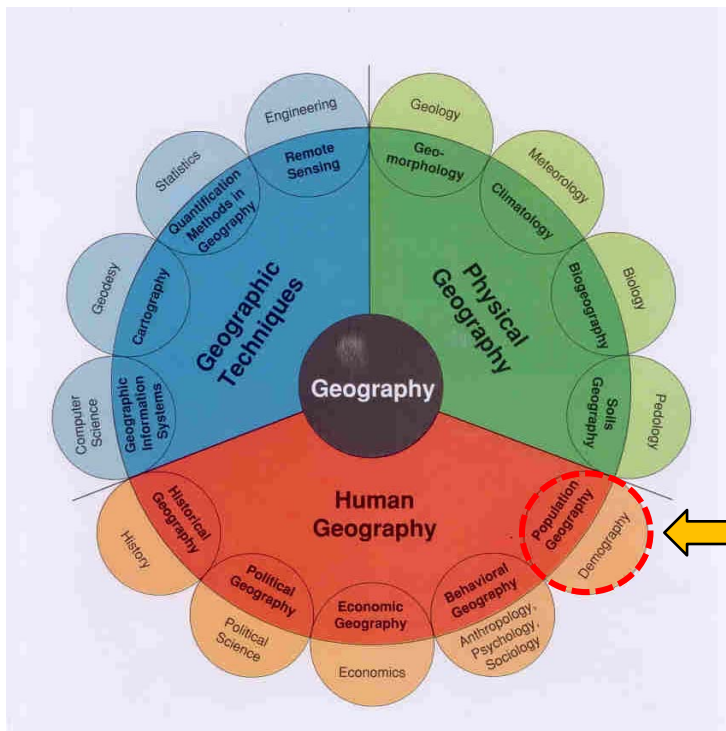 Engineering
Remote
Sensing
Statistics
Quantification
Methods in
Geography
Geodesy
Cartography
Computer
Science
Geographic
Information
Systems
Geographic
Techniques
Geology
Geo-
morphology
Meteorology
Climatology
Biology
Biogeography
Pedology
Soils
Geography
Physical
Geography
Geography
Human
Geography
History
Historical
Geography
Political
Geography
Political
Science
Economic
Geography
Economics
Behavioral
Geography
Anthropology,
Psychology,
Sociology
Population
Geography
Demography